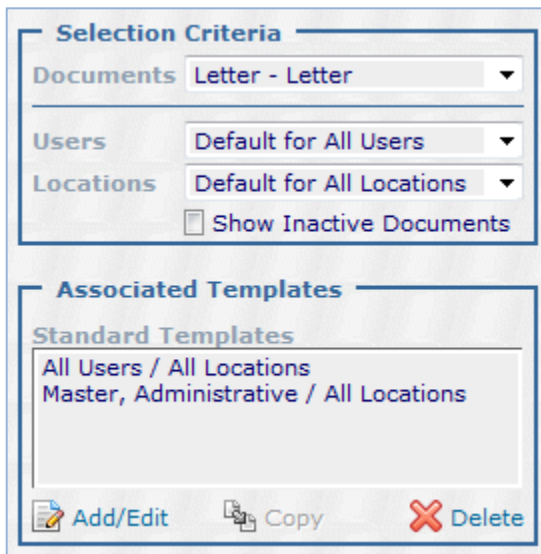 Selection Criteria
Documents Letter - Letter
Users Default for All Users
Locations Default for All Locations
Show Inactive Documents
Associated Templates
Standard Templates
All Users / All Locations
Master, Administrative / All Locations
Add/Edit Copy Delete